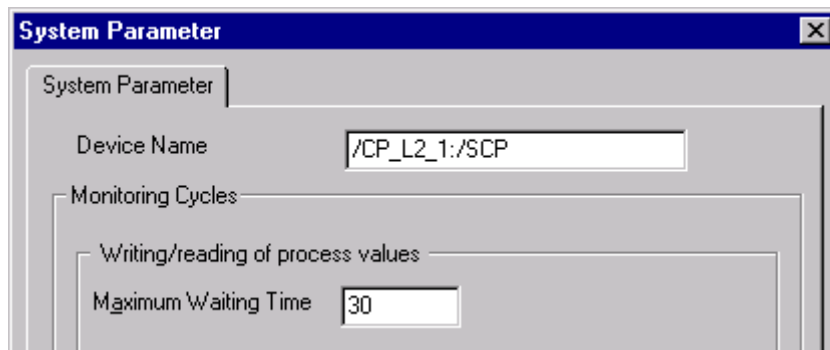 System Parameter
System Parameter
Device Name /CP_L2_1:/SCP
Monitoring Cycles
Writing/reading of process values
Maximum Waiting Time 30